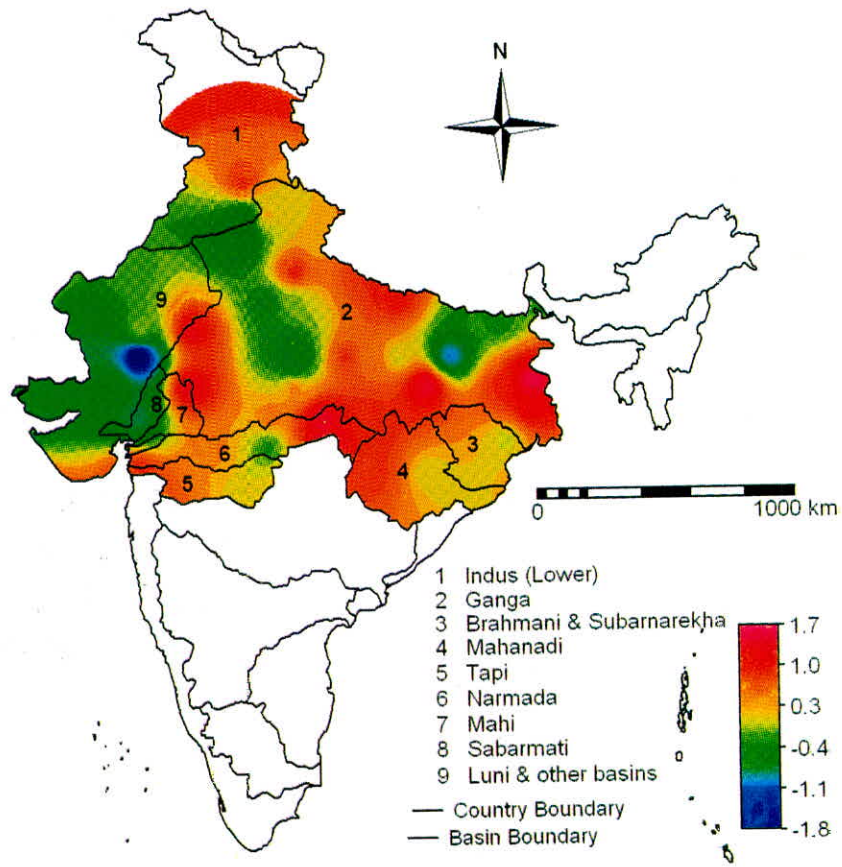 N
1
9
2
8
7
6
5
4
3
0 1000 km
1 Indus (Lower)
2 Ganga
3 Brahmani & Subarnarekha
4 Mahanadi
5 Tapi
6 Narmada
7 Mahi
8 Sabarmati
9 Luni & other basins
Country Boundary
Basin Boundary
1.7
1.0
0.3
-0.4
-1.1
-1.8